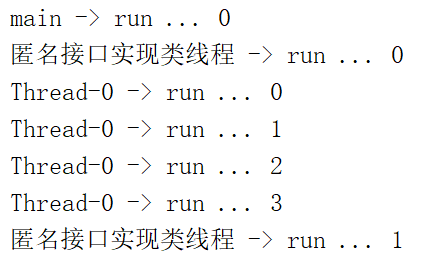 main -> run ... 0
匿名接口实现类线程 -> run ... 0
Thread-0 -> run ... 0
Thread-0 -> run ... 1
Thread-0 -> run ... 2
Thread-0 -> run ... 3
匿名接口实现类线程 -> run ... 1